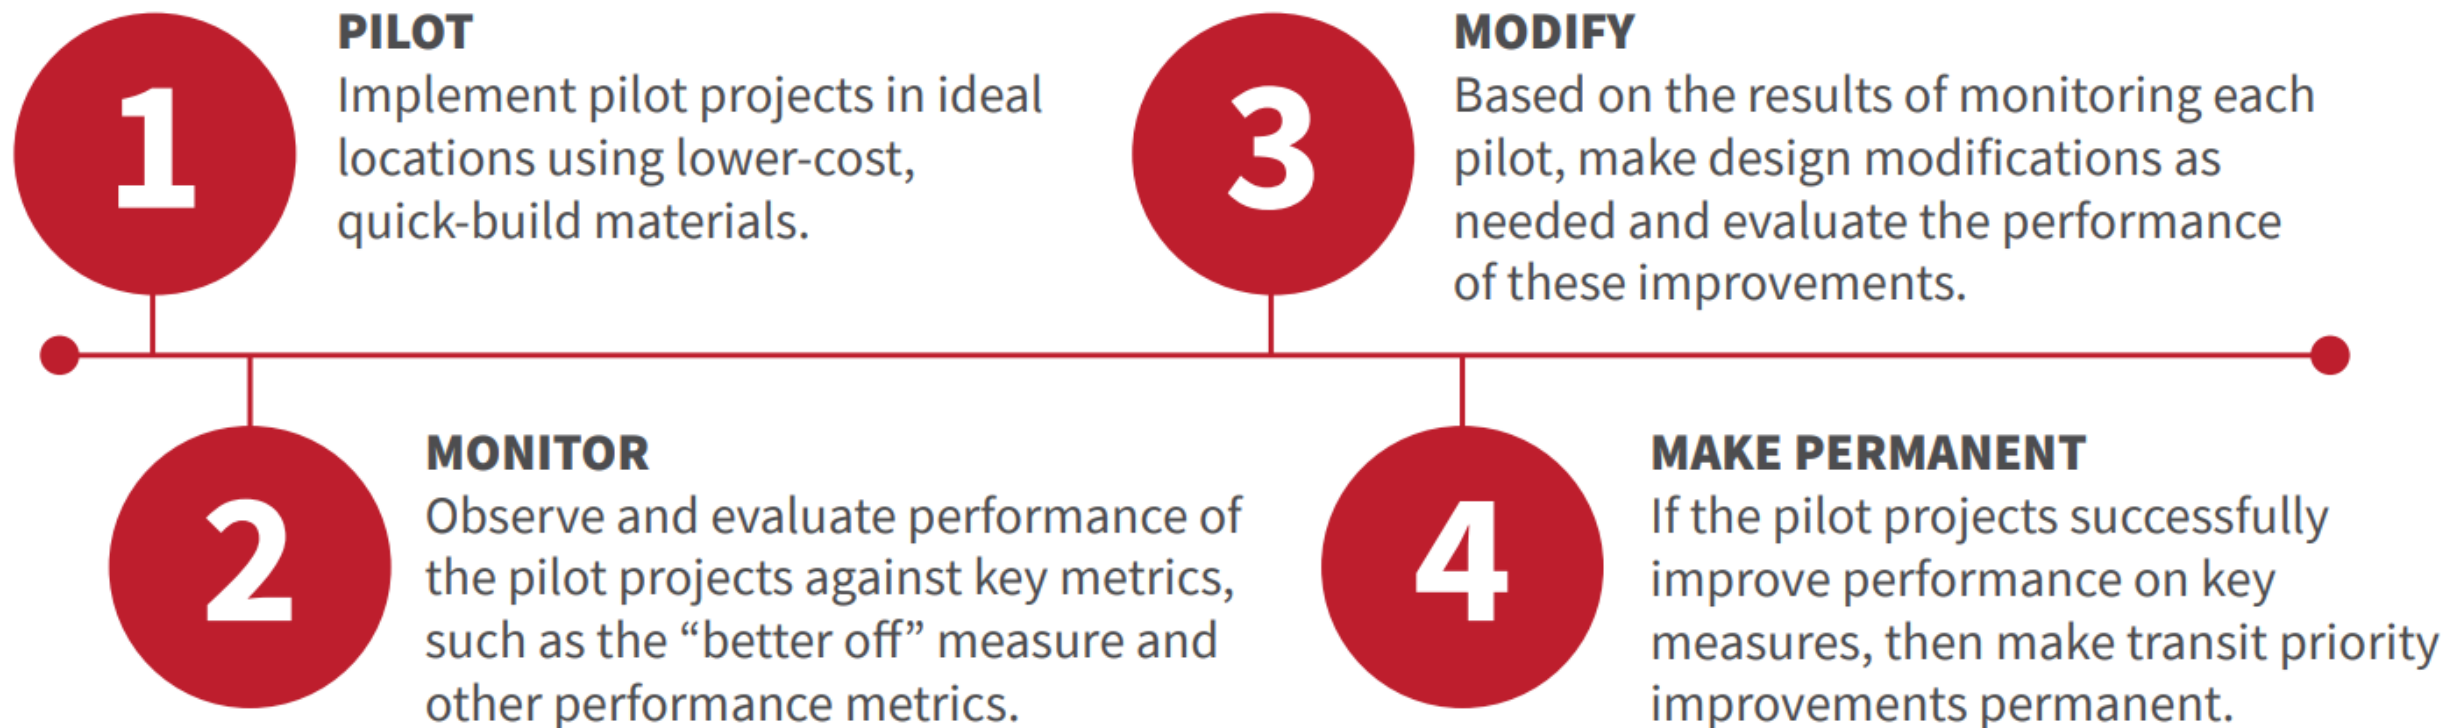 1
PILOT
Implement pilot projects in ideal
locations using lower-cost,
quick-build materials.
2
MONITOR
Observe and evaluate performance of
the pilot projects against key metrics,
such as the “better off” measure and
other performance metrics.
3
MODIFY
Based on the results of monitoring each
pilot, make design modifications as
needed and evaluate the performance
of these improvements.
4
MAKE PERMANENT
If the pilot projects successfully
improve performance on key
measures, then make transit priority
improvements permanent.